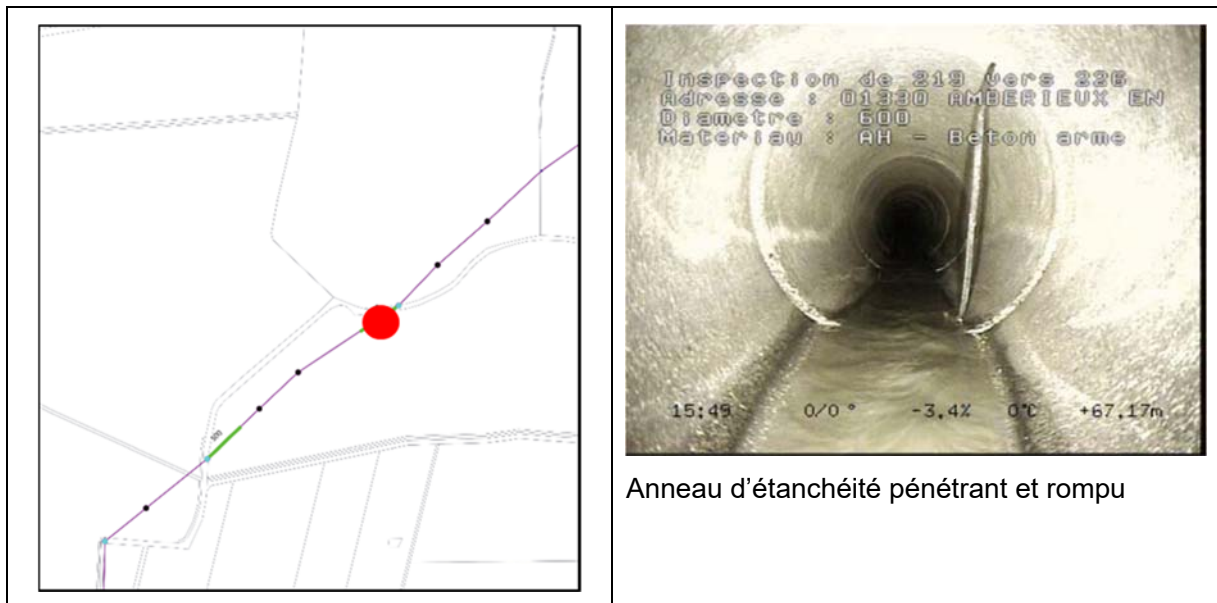 100
Inspection de 219 vers 226
Adresse : 01330 AMBERIEUX EN
Diametre : 600
Materiau : AH - Beton arme
15:49 0/0 ° -3.4% 0°C +67.17m
Anneau d’étanchéité pénétrant et rompu